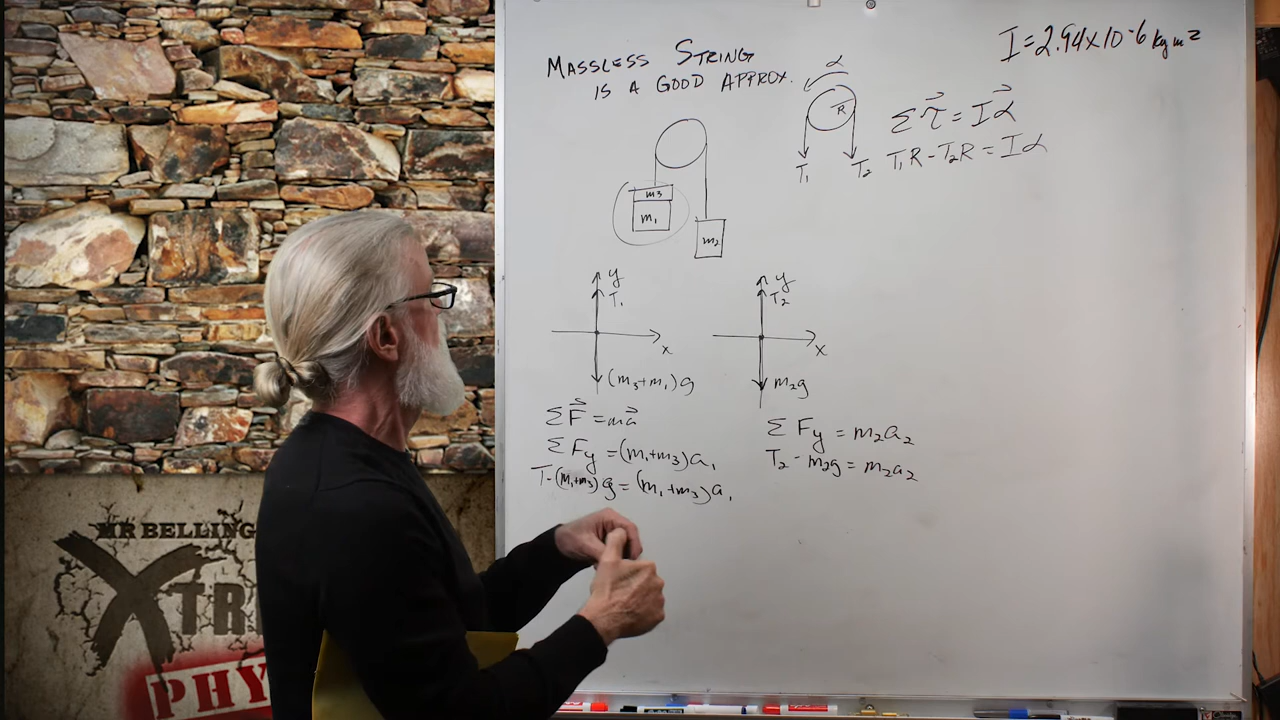 MASSLESS STRING
IS A GOOD APPROX.
I = 2.94x10⁻⁶ kg m²
α
R
T₁
T₂
Στ⃗ = Iα⃗
T₁R - T₂R = Iα
m3
m₁
m₂
y
T₁
x
(m₃+m₁)g
y
T₂
x
m₂g
ΣF⃗ = ma⃗
ΣFy = (m₁+m₃)a₁
T-(m₁+m₃)g = (m₁+m₃)a₁
ΣFy = m₂a₂
T₂ - m₂g = m₂a₂
MR BELLING
XTR
PHY